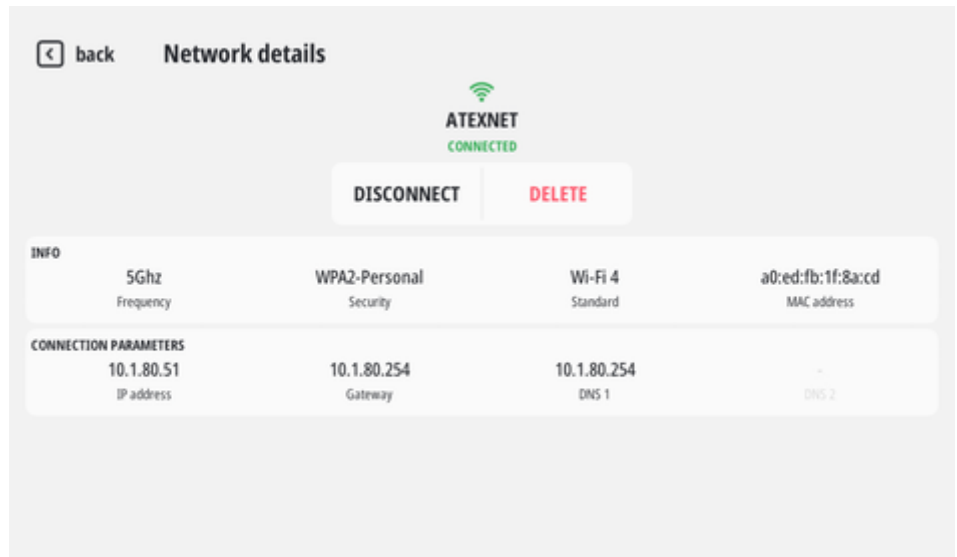 back Network details
ATEXNET
CONNECTED
DISCONNECT DELETE
INFO
5Ghz WPA2-Personal Wi-Fi 4 a0:ed:fb:1f:8a:cd
Frequency Security Standard MAC address
CONNECTION PARAMETERS
10.1.80.51 10.1.80.254 10.1.80.254 -
IP address Gateway DNS 1 DNS 2